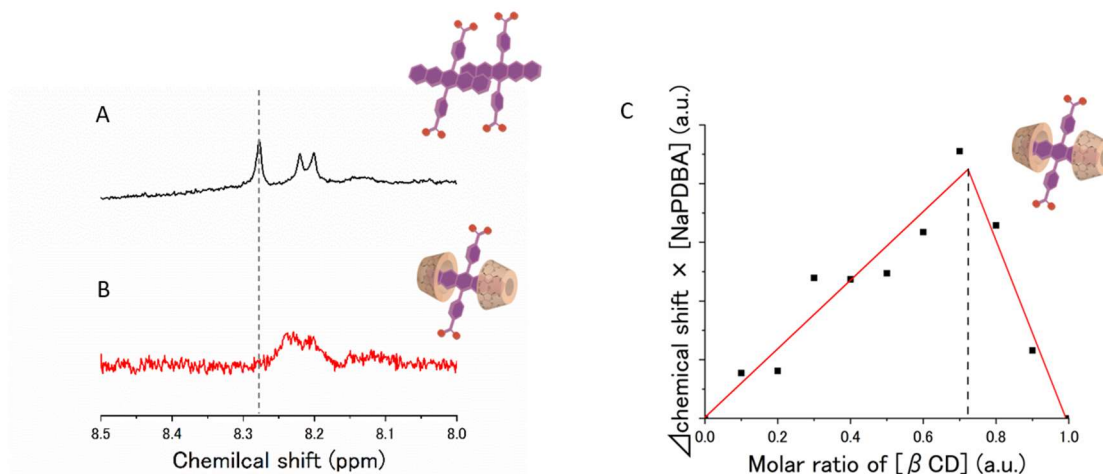 A
B
8.5 8.4 8.3 8.2 8.1 8.0
Chemilcal shift (ppm)
C
⊿chemical shift × [NaPDBA] (a.u.)
0.0 0.2 0.4 0.6 0.8 1.0
Molar ratio of [β CD] (a.u.)